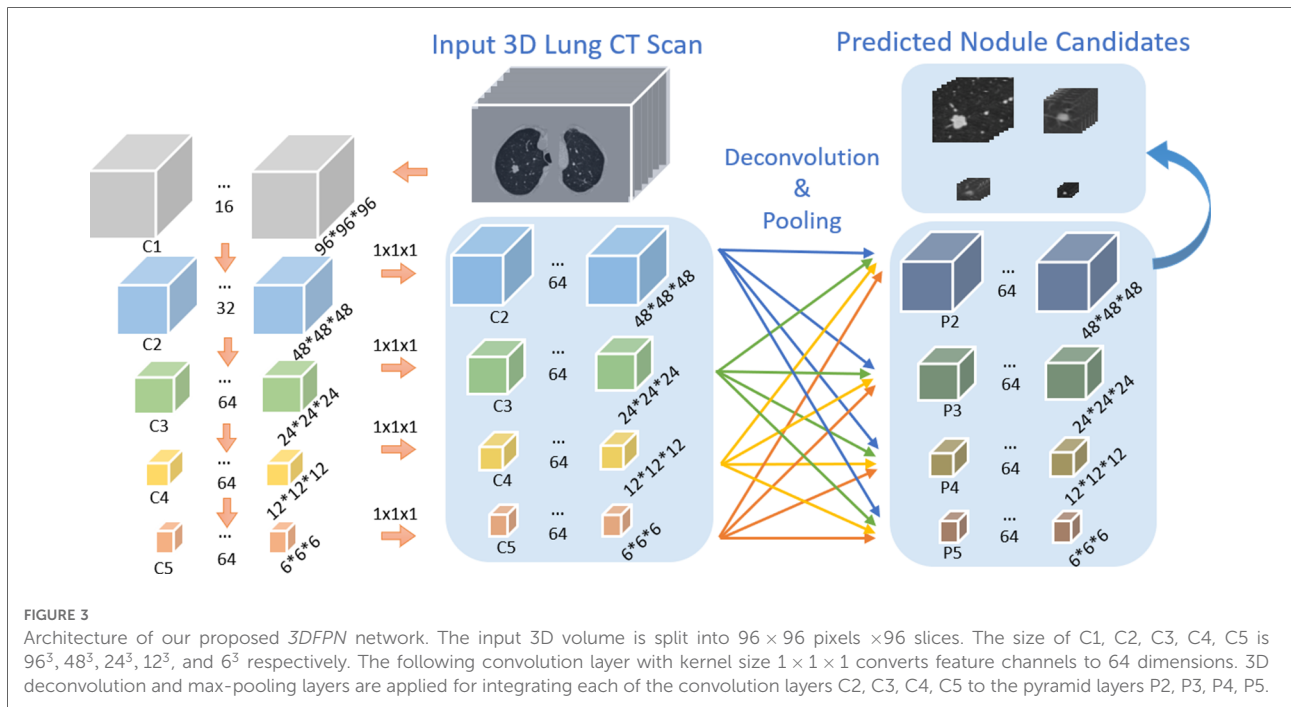 Input 3D Lung CT Scan
Predicted Nodule Candidates
Deconvolution
&
Pooling
...
16
C1
96*96*96
...
32
C2
48*48*48
...
64
C3
24*24*24
...
64
C4
12*12*12
...
64
C5
6*6*6
1x1x1
1x1x1
1x1x1
1x1x1
...
64
C2
48*48*48
...
64
C3
24*24*24
...
64
C4
12*12*12
...
64
C5
6*6*6
...
64
P2
48*48*48
...
64
P3
24*24*24
...
64
P4
12*12*12
...
64
P5
6*6*6
FIGURE 3
Architecture of our proposed 3DFPN network. The input 3D volume is split into 96 × 96 pixels ×96 slices. The size of C1, C2, C3, C4, C5 is
96³, 48³, 24³, 12³, and 6³ respectively. The following convolution layer with kernel size 1 × 1 × 1 converts feature channels to 64 dimensions. 3D
deconvolution and max-pooling layers are applied for integrating each of the convolution layers C2, C3, C4, C5 to the pyramid layers P2, P3, P4, P5.